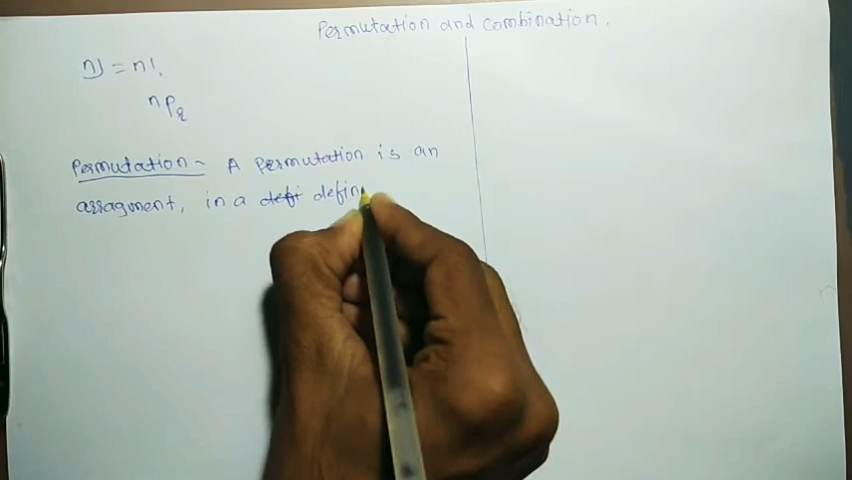 Permutation and combination.
n⌋ = n!.
nPr
Permutation ~ A Permutation is an
arragment, in a defi defin